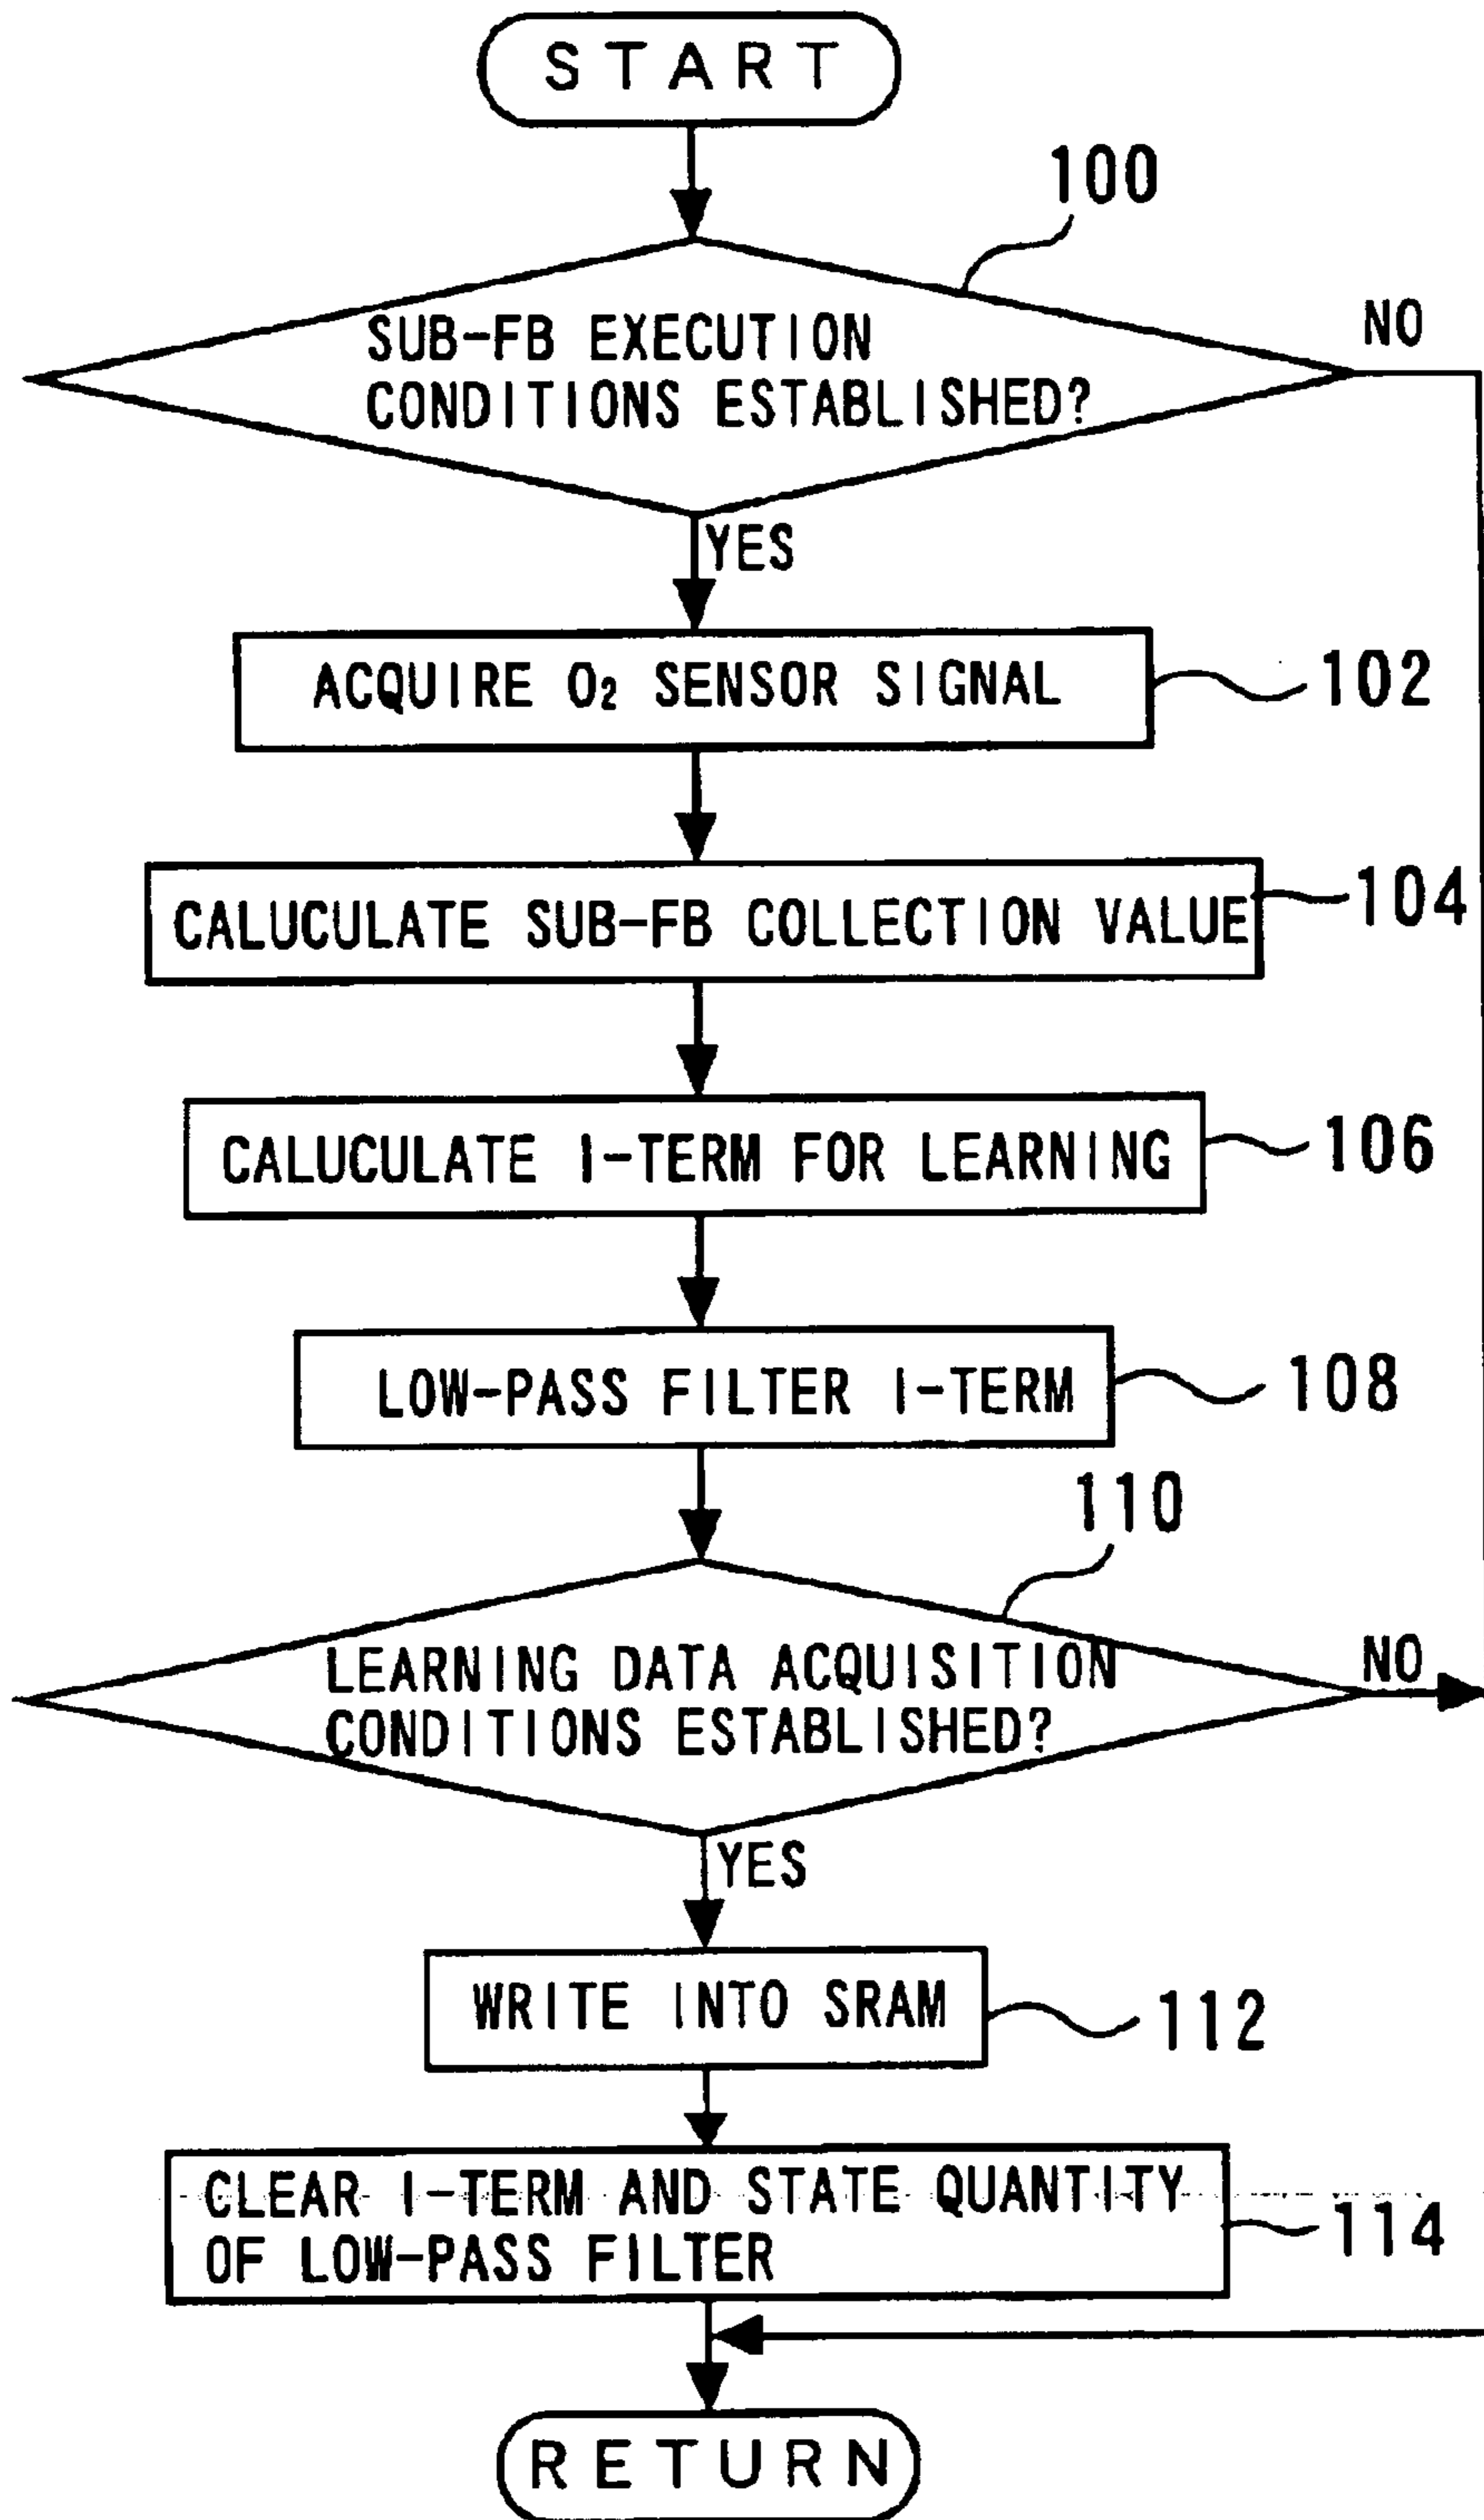 START
100
SUB-FB EXECUTION
CONDITIONS ESTABLISHED?
NO
YES
ACQUIRE O₂ SENSOR SIGNAL
102
CALUCULATE SUB-FB COLLECTION VALUE
104
CALUCULATE I-TERM FOR LEARNING
106
LOW-PASS FILTER I-TERM
108
110
LEARNING DATA ACQUISITION
CONDITIONS ESTABLISHED?
NO
YES
WRITE INTO SRAM
112
CLEAR I-TERM AND STATE QUANTITY
OF LOW-PASS FILTER
114
RETURN